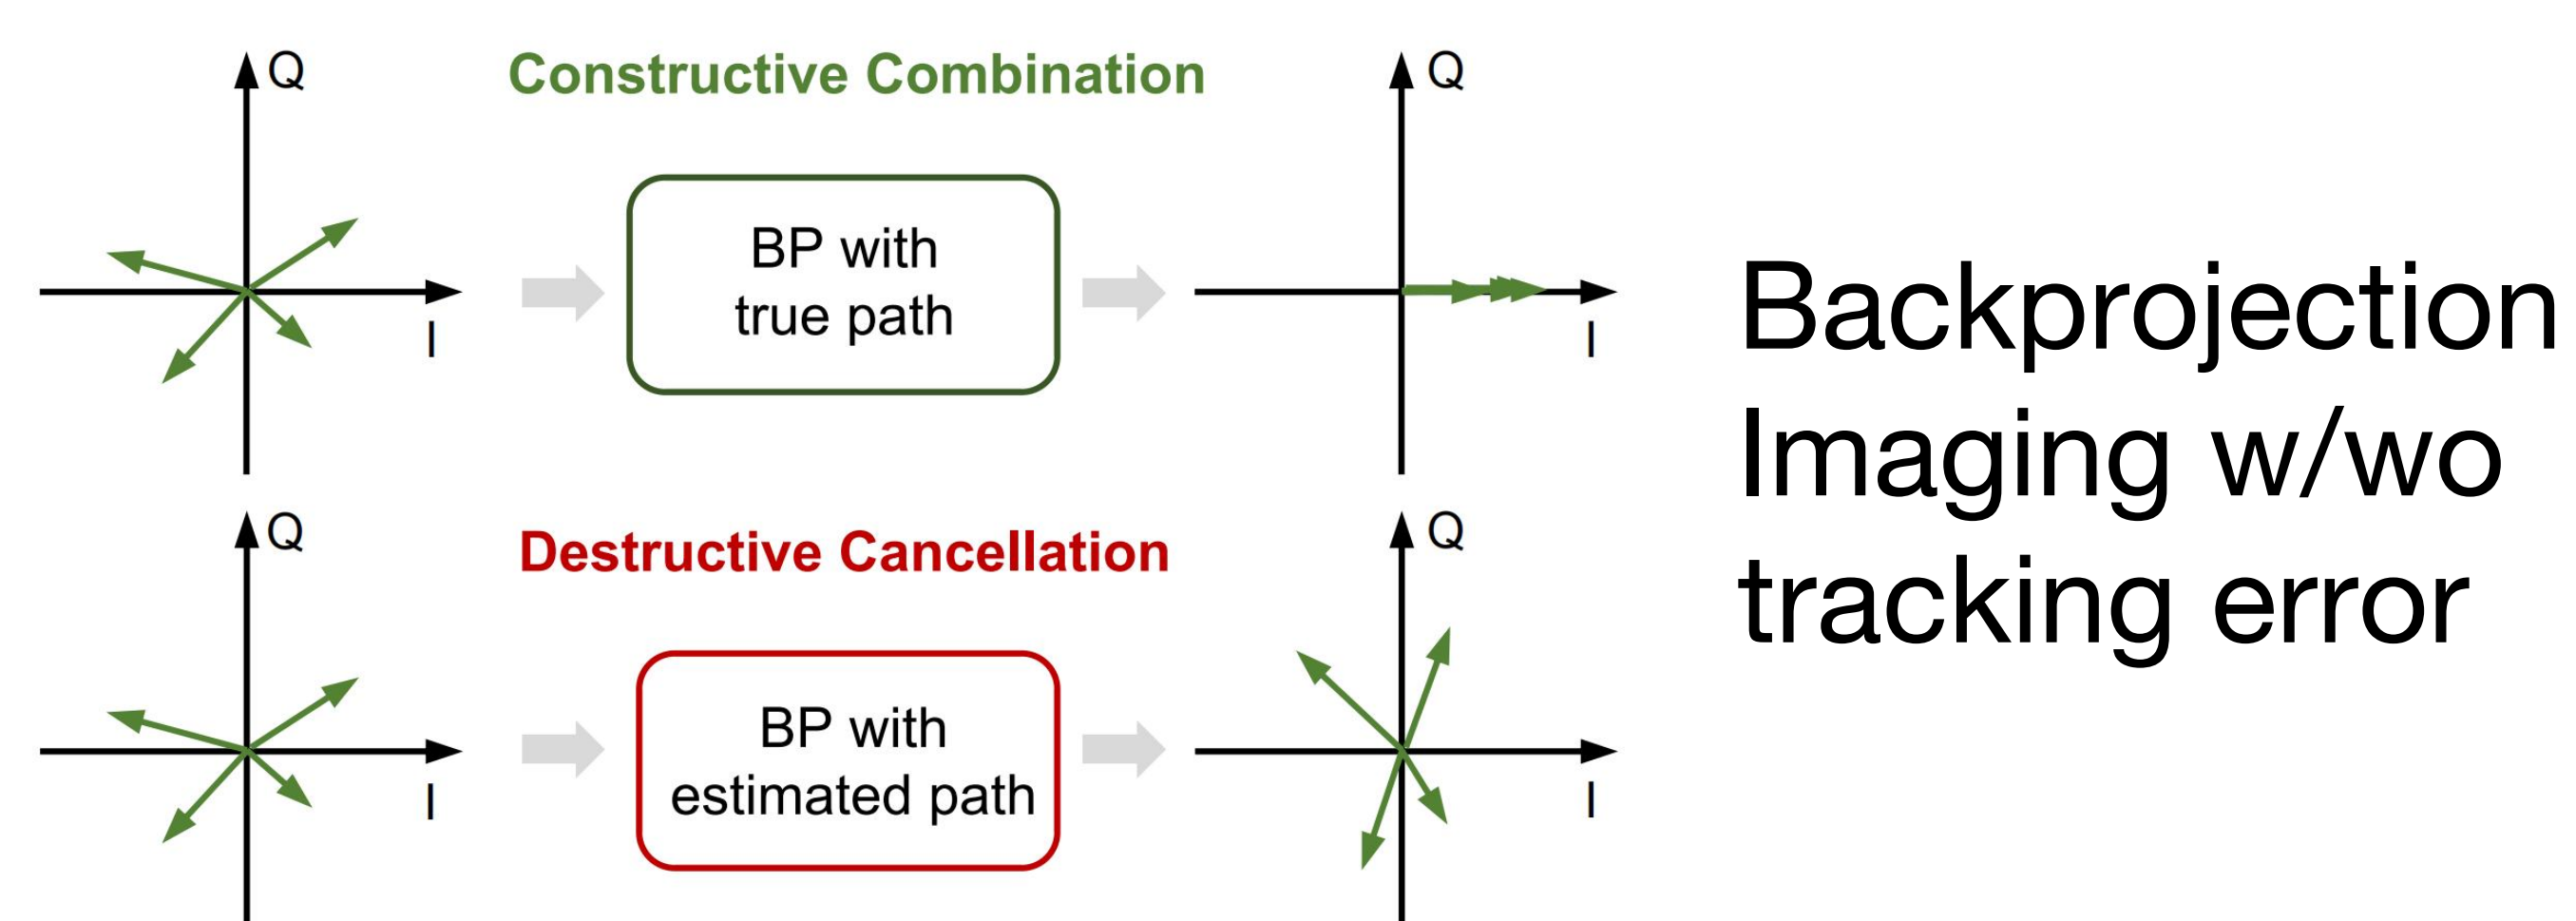 Q
Constructive Combination
Q
BP with
true path
I
I
Q
Destructive Cancellation
Q
BP with
estimated path
I
I
Backprojection
Imaging w/wo
tracking error